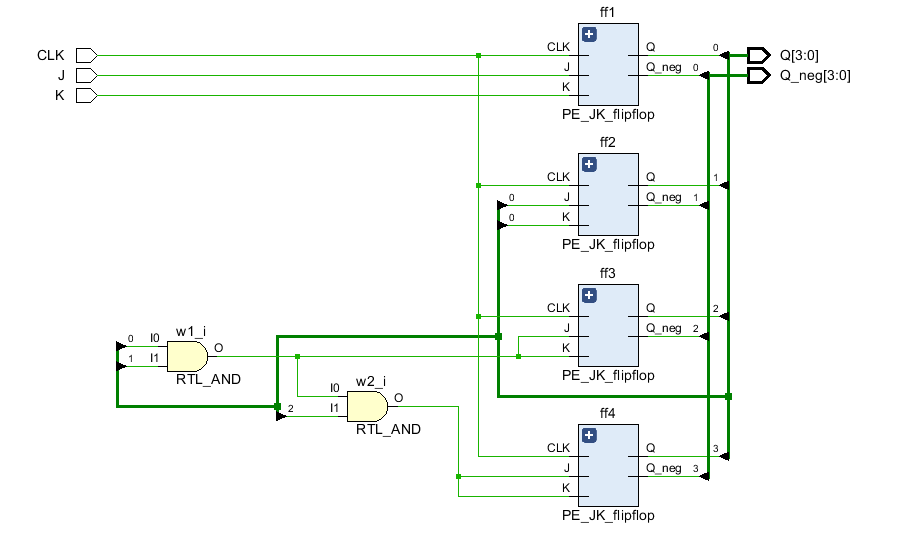 ff1
CLK
CLK
Q
0
Q[3:0]
J
J
Q_neg
0
Q_neg[3:0]
K
K
PE_JK_flipflop
ff2
CLK
Q
1
0
J
Q_neg
1
0
K
PE_JK_flipflop
ff3
CLK
Q
2
w1_i
J
Q_neg
2
0
I0
O
K
1
I1
RTL_AND
PE_JK_flipflop
w2_i
I0
O
2
I1
RTL_AND
ff4
CLK
Q
3
J
Q_neg
3
K
PE_JK_flipflop